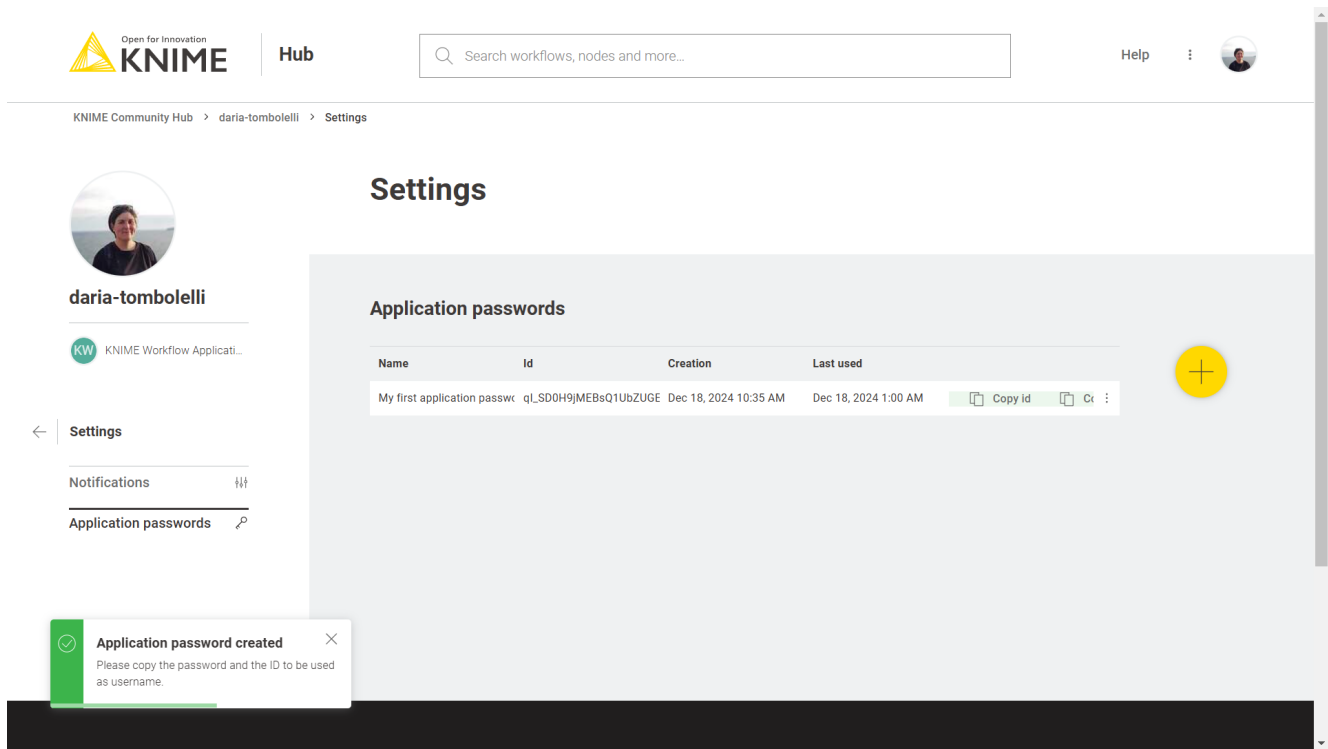 Open for Innovation
KNIME
Hub
Search workflows, nodes and more...
Help
KNIME Community Hub > daria-tombolelli > Settings
Settings
daria-tombolelli
KW KNIME Workflow Applicati...
Application passwords
Name Id Creation Last used
My first application passwc qI_SD0H9jMEBsQ1UbZUGE Dec 18, 2024 10:35 AM Dec 18, 2024 1:00 AM Copy id
Settings
Notifications
Application passwords
Application password created
Please copy the password and the ID to be used
as username.